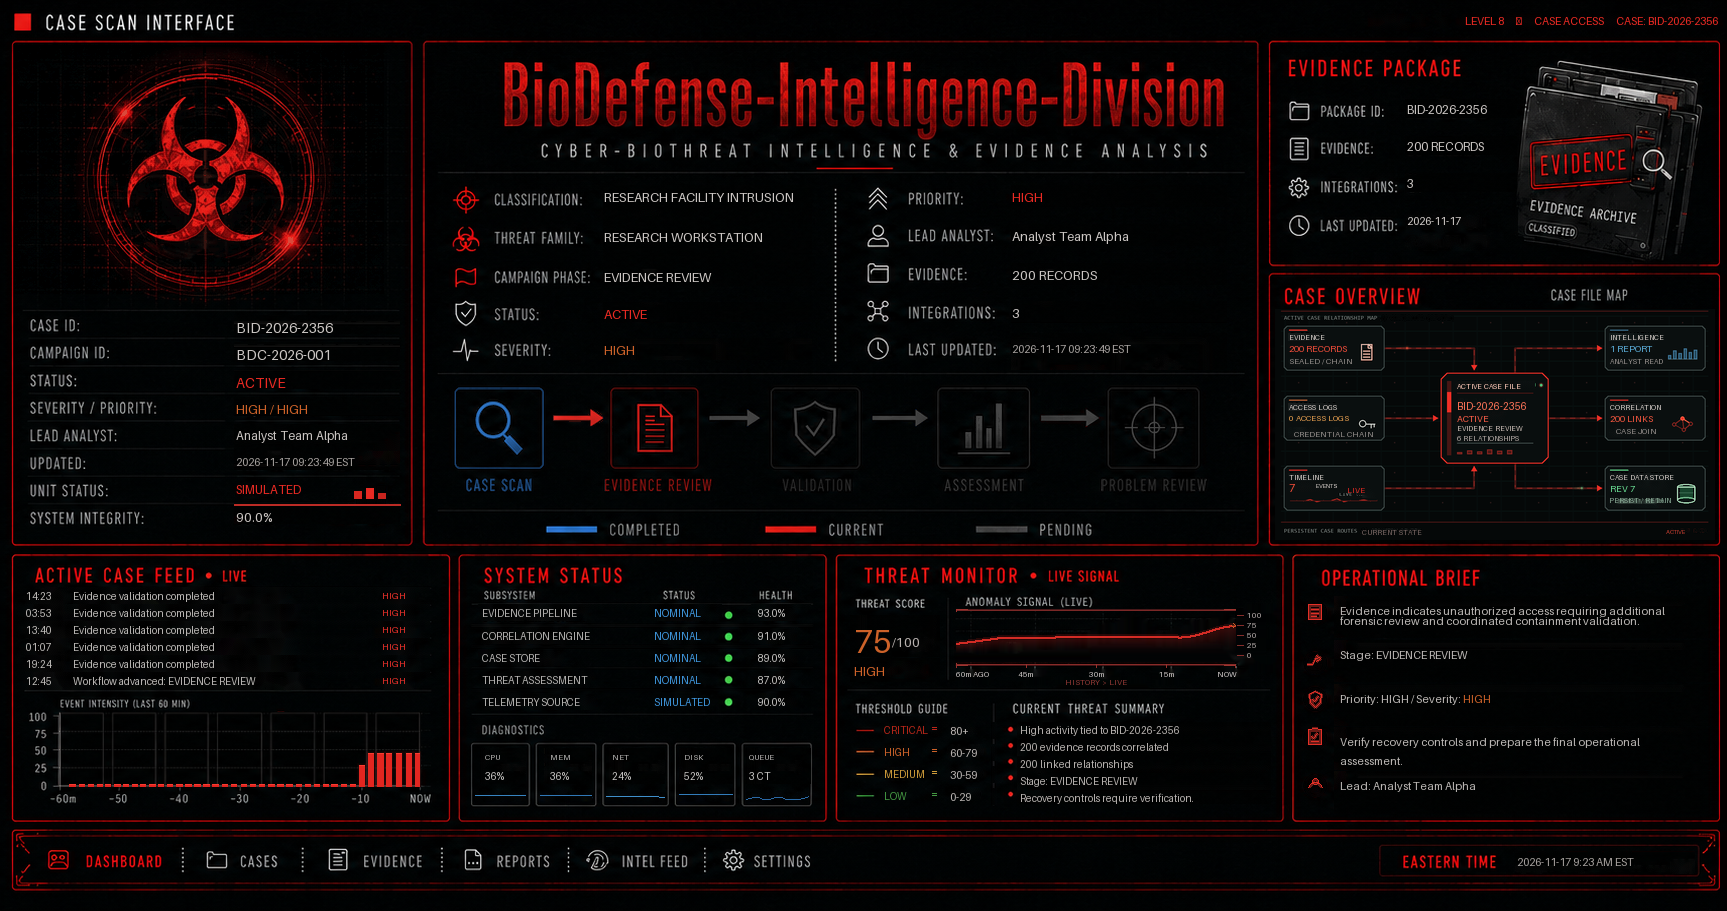 CASE SCAN INTERFACE
LEVEL 8 CASE ACCESS CASE: BID-2026-2356
CASE ID: BID-2026-2356
CAMPAIGN ID: BDC-2026-001
STATUS: ACTIVE
SEVERITY / PRIORITY: HIGH / HIGH
LEAD ANALYST: Analyst Team Alpha
UPDATED: 2026-11-17 09:23:49 EST
UNIT STATUS: SIMULATED
SYSTEM INTEGRITY: 90.0%
BioDefense-Intelligence-Division
CYBER-BIOTHREAT INTELLIGENCE & EVIDENCE ANALYSIS
CLASSIFICATION: RESEARCH FACILITY INTRUSION
THREAT FAMILY: RESEARCH WORKSTATION
CAMPAIGN PHASE: EVIDENCE REVIEW
STATUS: ACTIVE
SEVERITY: HIGH
PRIORITY: HIGH
LEAD ANALYST: Analyst Team Alpha
EVIDENCE: 200 RECORDS
INTEGRATIONS: 3
LAST UPDATED: 2026-11-17 09:23:49 EST
CASE SCAN
EVIDENCE REVIEW
VALIDATION
ASSESSMENT
PROBLEM REVIEW
COMPLETED
CURRENT
PENDING
EVIDENCE PACKAGE
PACKAGE ID: BID-2026-2356
EVIDENCE: 200 RECORDS
INTEGRATIONS: 3
LAST UPDATED: 2026-11-17
EVIDENCE
EVIDENCE ARCHIVE
CLASSIFIED
CASE OVERVIEW
CASE FILE MAP
ACTIVE CASE RELATIONSHIP MAP
EVIDENCE
200 RECORDS
SEALED / CHAIN
ACCESS LOGS
0 ACCESS LOGS
CREDENTIAL CHAIN
TIMELINE
7 EVENTS
LIVE
ACTIVE CASE FILE
BID-2026-2356
ACTIVE
EVIDENCE REVIEW
6 RELATIONSHIPS
INTELLIGENCE
1 REPORT
ANALYST READ
CORRELATION
200 LINKS
CASE JOIN
CASE DATASTORE
REV 7
PERSISTENT CASE ROUTES CURRENT STATE
ACTIVE
ACTIVE CASE FEED • LIVE
14:23 Evidence validation completed HIGH
03:53 Evidence validation completed HIGH
13:40 Evidence validation completed HIGH
01:07 Evidence validation completed HIGH
19:24 Evidence validation completed HIGH
12:45 Workflow advanced: EVIDENCE REVIEW HIGH
EVENT INTENSITY (LAST 60 MIN)
100
75
50
25
0
-60m -50 -40 -30 -20 -10 NOW
SYSTEM STATUS
SUBSYSTEM STATUS HEALTH
EVIDENCE PIPELINE NOMINAL 93.0%
CORRELATION ENGINE NOMINAL 91.0%
CASE STORE NOMINAL 89.0%
THREAT ASSESSMENT NOMINAL 87.0%
TELEMETRY SOURCE SIMULATED 90.0%
DIAGNOSTICS
CPU 36%
MEM 36%
NET 24%
DISK 52%
QUEUE 3 CT
THREAT MONITOR • LIVE SIGNAL
THREAT SCORE
75/100
HIGH
ANOMALY SIGNAL (LIVE)
100
75
50
25
0
60m AGO 45m 30m 15m NOW
HISTORY > LIVE
THRESHOLD GUIDE
CRITICAL = 80+
HIGH = 60-79
MEDIUM = 30-59
LOW = 0-29
CURRENT THREAT SUMMARY
• High activity tied to BID-2026-2356
• 200 evidence records correlated
• 200 linked relationships
• Stage: EVIDENCE REVIEW
• Recovery controls require verification.
OPERATIONAL BRIEF
Evidence indicates unauthorized access requiring additional
forensic review and coordinated containment validation.
Stage: EVIDENCE REVIEW
Priority: HIGH / Severity: HIGH
Verify recovery controls and prepare the final operational
assessment.
Lead: Analyst Team Alpha
DASHBOARD
CASES
EVIDENCE
REPORTS
INTEL FEED
SETTINGS
EASTERN TIME 2026-11-17 9:23 AM EST